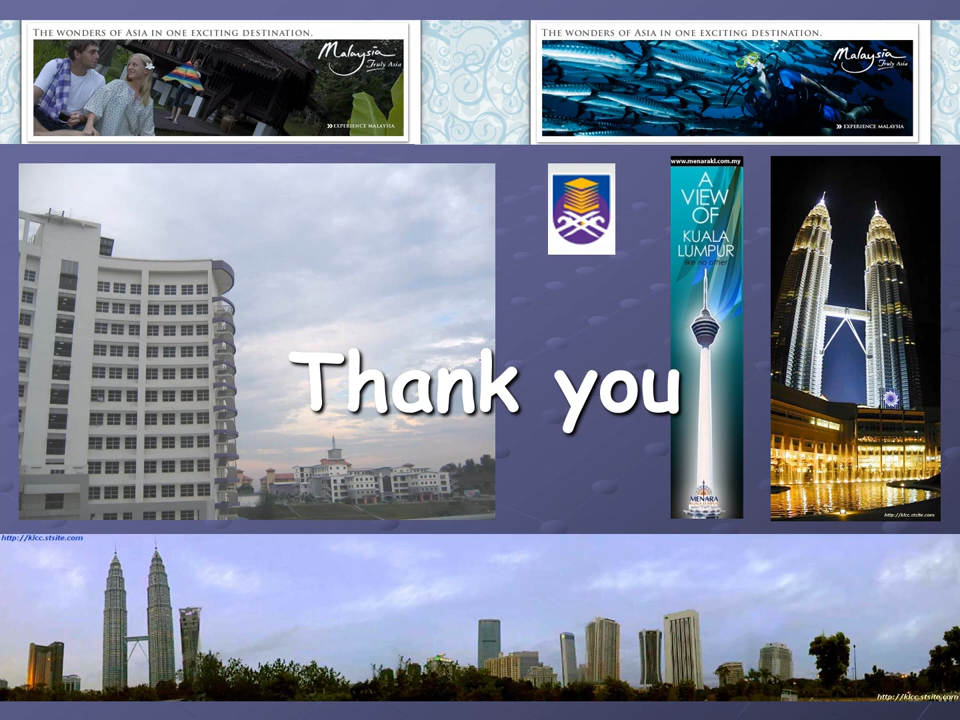 THE WONDERS OF ASIA IN ONE EXCITING DESTINATION.
Malaysia
Truly Asia
»EXPERIENCE MALAYSIA
THE WONDERS OF ASIA IN ONE EXCITING DESTINATION.
Malaysia
Truly Asia
»EXPERIENCE MALAYSIA
www.menarakl.com.my
A
VIEW
OF
KUALA
LUMPUR
like no other
Thank you
MENARA
http://klcc.stsite.com
http://klcc.stsite.com
http://klcc.stsite.com